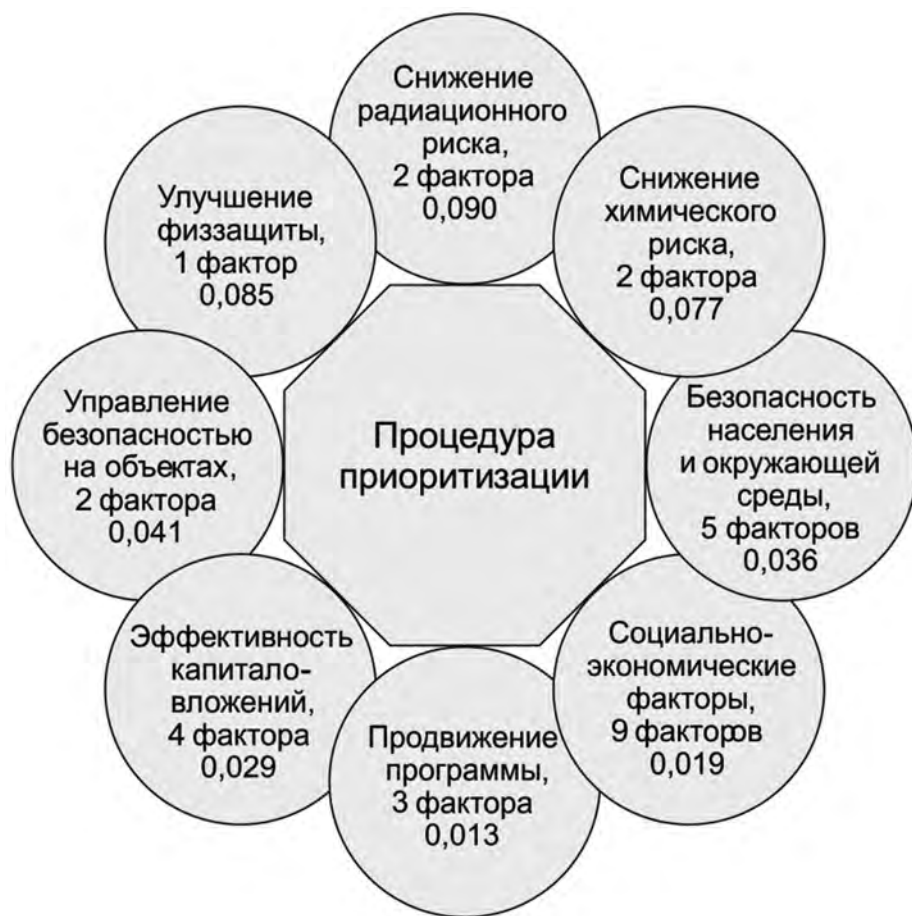 Снижение
радиационного
риска,
2 фактора
0,090
Снижение
химического
риска,
2 фактора
0,077
Безопасность
населения
и окружающей
среды,
5 факторов
0,036
Социально-
экономические
факторы,
9 факторов
0,019
Продвижение
программы,
3 фактора
0,013
Эффективность
капитало-
вложений,
4 фактора
0,029
Управление
безопасностью
на объектах,
2 фактора
0,041
Улучшение
физзащиты,
1 фактор
0,085
Процедура
приоритизации